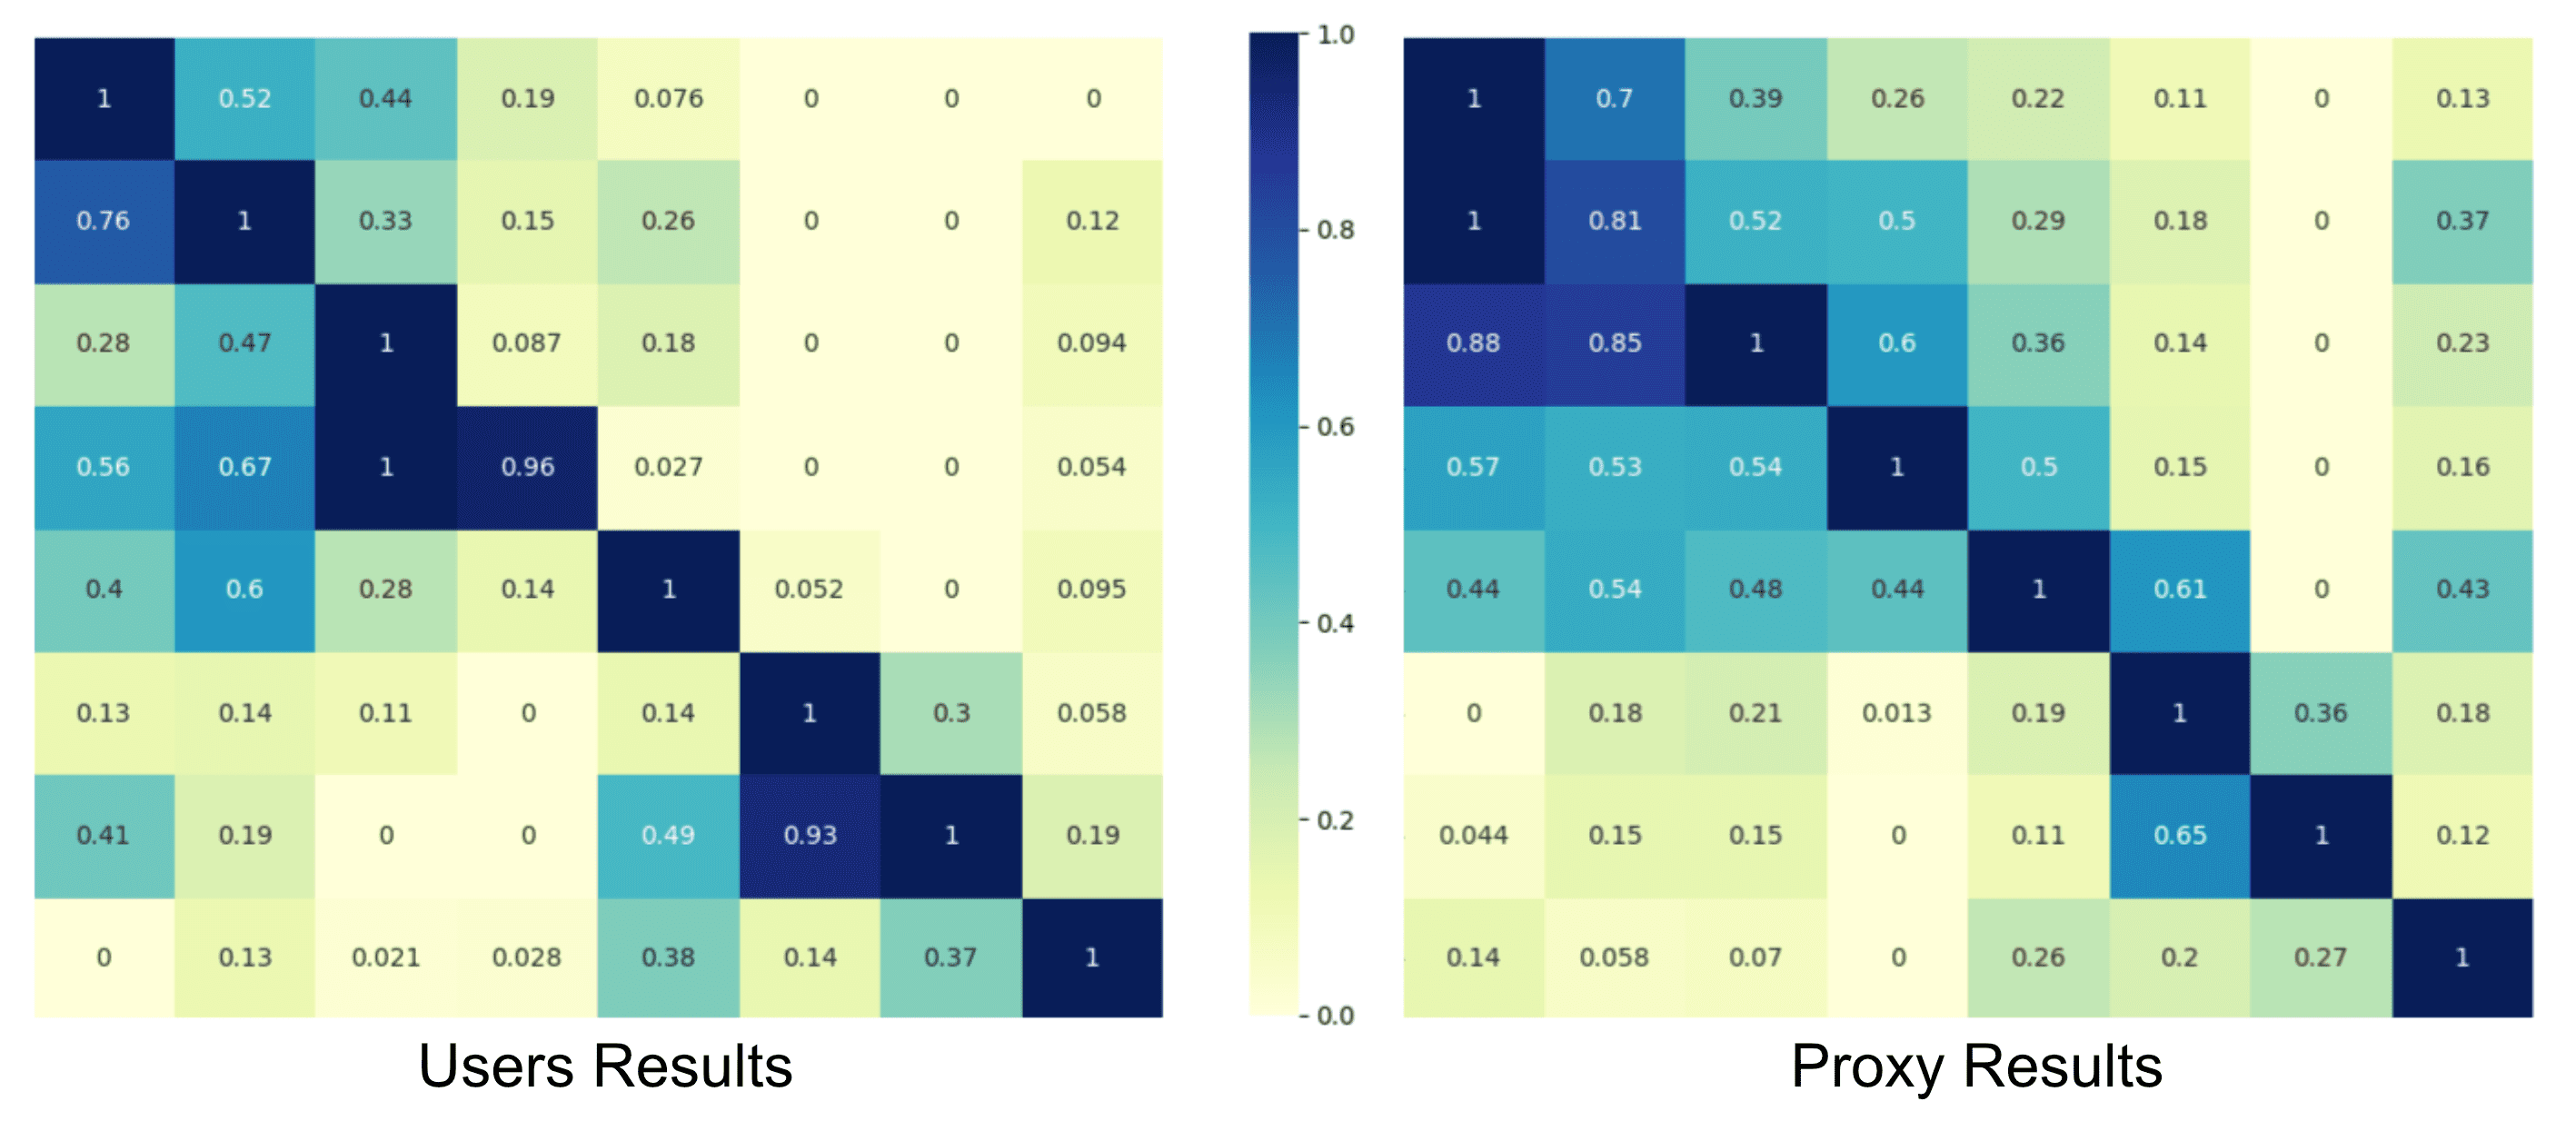 1 0.52 0.44 0.19 0.076 0 0 0
0.76 1 0.33 0.15 0.26 0 0 0.12
0.28 0.47 1 0.087 0.18 0 0 0.094
0.56 0.67 1 0.96 0.027 0 0 0.054
0.4 0.6 0.28 0.14 1 0.052 0 0.095
0.13 0.14 0.11 0 0.14 1 0.3 0.058
0.41 0.19 0 0 0.49 0.93 1 0.19
0 0.13 0.021 0.028 0.38 0.14 0.37 1
Users Results
1.0
0.8
0.6
0.4
0.2
0.0
1 0.7 0.39 0.26 0.22 0.11 0 0.13
1 0.81 0.52 0.5 0.29 0.18 0 0.37
0.88 0.85 1 0.6 0.36 0.14 0 0.23
0.57 0.53 0.54 1 0.5 0.15 0 0.16
0.44 0.54 0.48 0.44 1 0.61 0 0.43
0 0.18 0.21 0.013 0.19 1 0.36 0.18
0.044 0.15 0.15 0 0.11 0.65 1 0.12
0.14 0.058 0.07 0 0.26 0.2 0.27 1
Proxy Results